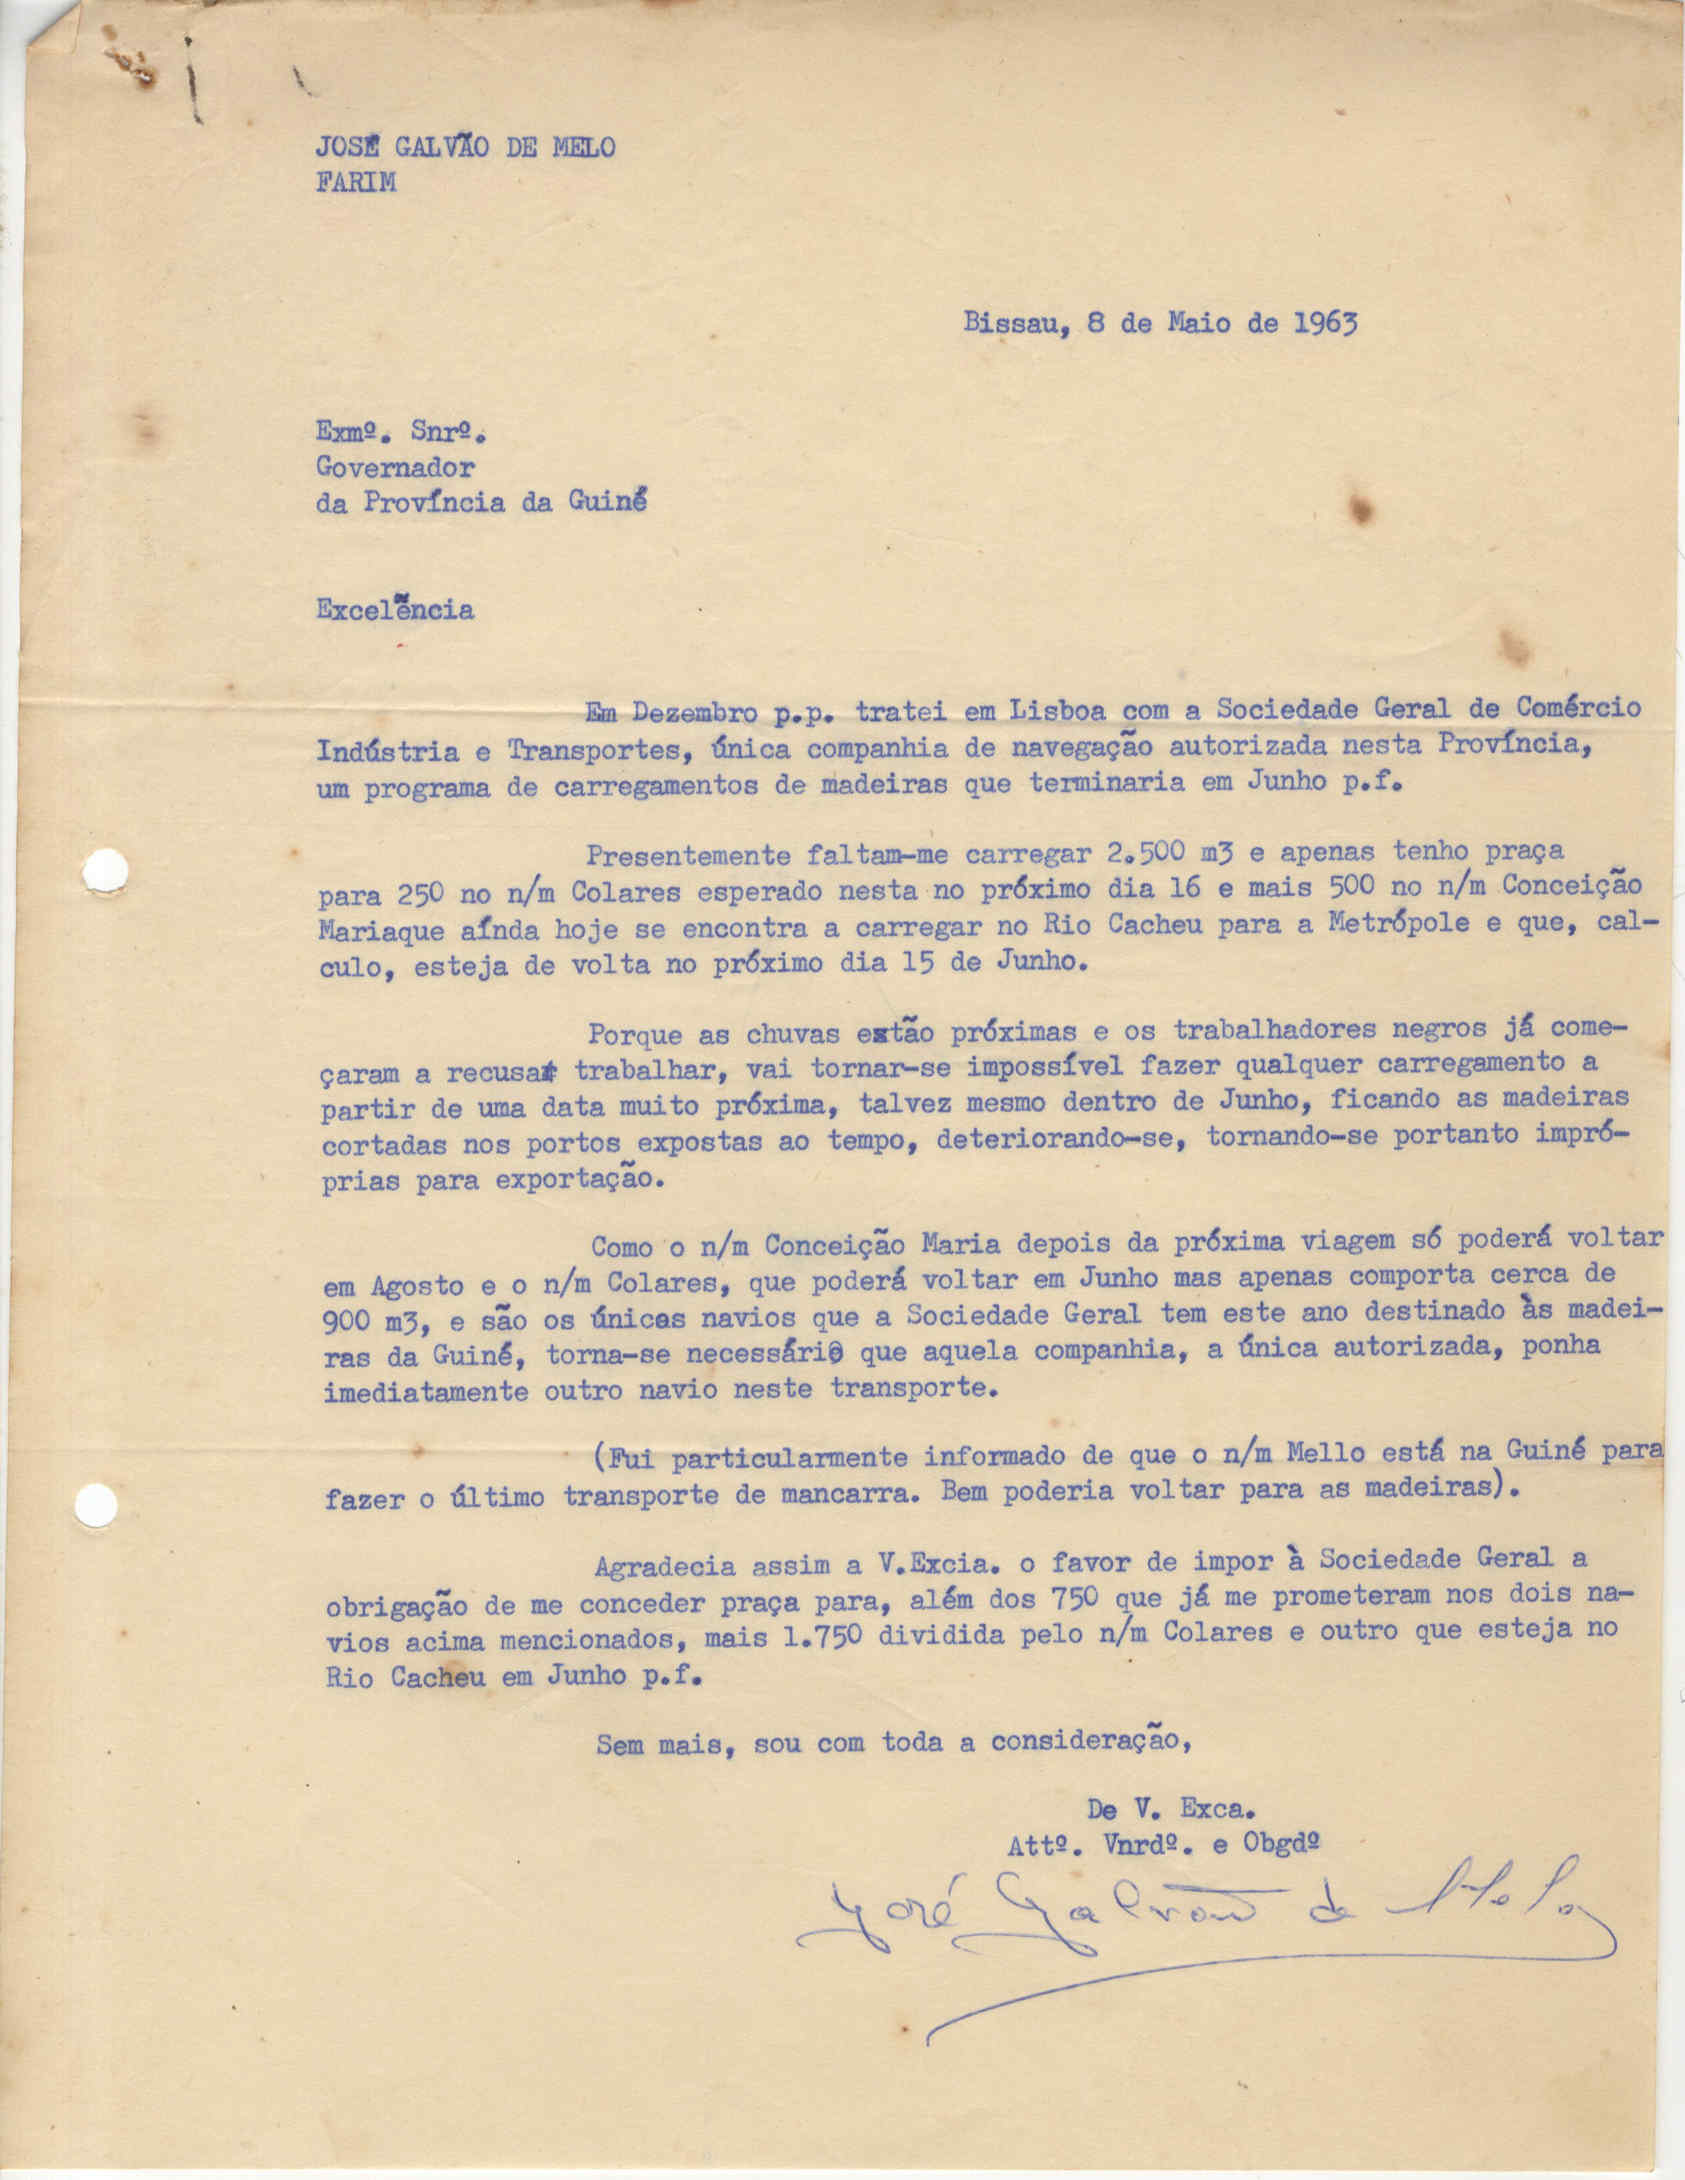 JOSÉ GALVÃO DE MELO
FARIM
Bissau, 8 de Maio de 1963
Exmº. Snrº.
Governador
da Província da Guiné
Excelência
Em Dezembro p.p. tratei em Lisboa com a Sociedade Geral de Comércio
Indústria e Transportes, única companhia de navegação autorizada nesta Província,
um programa de carregamentos de madeiras que terminaria em Junho p.f.
Presentemente faltam-me carregar 2.500 m3 e apenas tenho praça
para 250 no n/m Colares esperado nesta no próximo dia 16 e mais 500 no n/m Conceição
Mariaque aínda hoje se encontra a carregar no Rio Cacheu para a Metrópole e que, cal-
culo, esteja de volta no próximo dia 15 de Junho.
Porque as chuvas estão próximas e os trabalhadores negros já come-
çaram a recusar trabalhar, vai tornar-se impossível fazer qualquer carregamento a
partir de uma data muito próxima, talvez mesmo dentro de Junho, ficando as madeiras
cortadas nos portos expostas ao tempo, deteriorando-se, tornando-se portanto impró-
prias para exportação.
Como o n/m Conceição Maria depois da próxima viagem só poderá voltar
em Agosto e o n/m Colares, que poderá voltar em Junho mas apenas comporta cerca de
900 m3, e são os únicos navios que a Sociedade Geral tem este ano destinado às madei-
ras da Guiné, torna-se necessário que aquela companhia, a única autorizada, ponha
imediatamente outro navio neste transporte.
(Fui particularmente informado de que o n/m Mello está na Guiné para
fazer o último transporte de mancarra. Bem poderia voltar para as madeiras).
Agradecia assim a V.Excia. o favor de impor à Sociedade Geral a
obrigação de me conceder praça para, além dos 750 que já me prometeram nos dois na-
vios acima mencionados, mais 1.750 dividida pelo n/m Colares e outro que esteja no
Rio Cacheu em Junho p.f.
Sem mais, sou com toda a consideração,
De V. Exca.
Attº. Vnrdº. e Obgdº
José Galvão de Melo